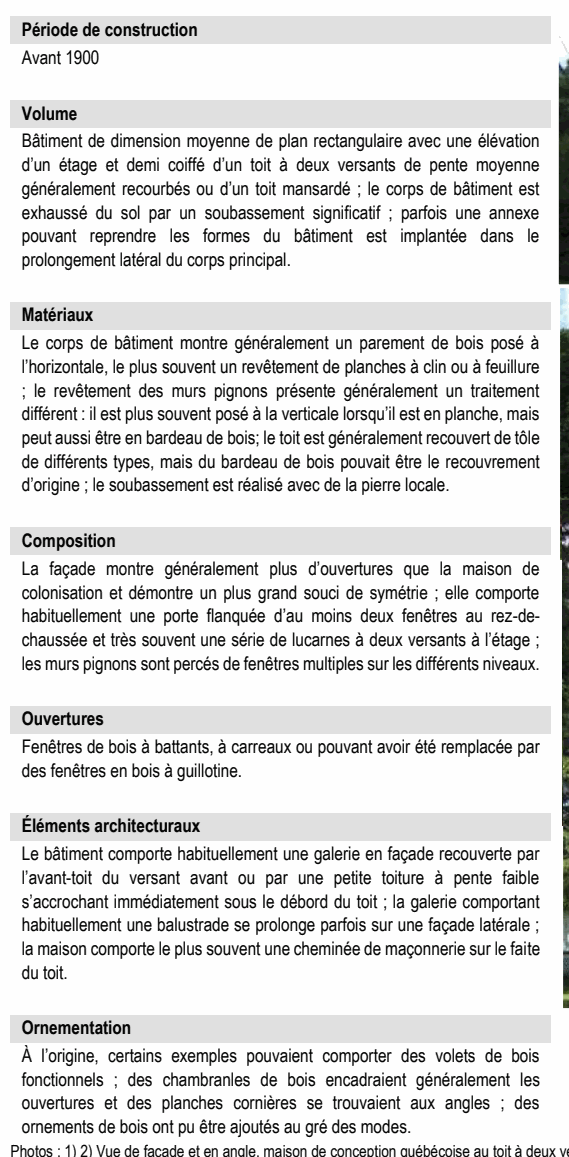 Période de construction
Avant 1900
Volume
Bâtiment de dimension moyenne de plan rectangulaire avec une élévation
d'un étage et demi coiffé d'un toit à deux versants de pente moyenne
généralement recourbés ou d'un toit mansardé ; le corps de bâtiment est
exhaussé du sol par un soubassement significatif ; parfois une annexe
pouvant reprendre les formes du bâtiment est implantée dans le
prolongement latéral du corps principal.
Matériaux
Le corps de bâtiment montre généralement un parement de bois posé à
l'horizontale, le plus souvent un revêtement de planches à clin ou à feuillure
; le revêtement des murs pignons présente généralement un traitement
différent : il est plus souvent posé à la verticale lorsqu'il est en planche, mais
peut aussi être en bardeau de bois; le toit est généralement recouvert de tôle
de différents types, mais du bardeau de bois pouvait être le recouvrement
d'origine ; le soubassement est réalisé avec de la pierre locale.
Composition
La façade montre généralement plus d'ouvertures que la maison de
colonisation et démontre un plus grand souci de symétrie ; elle comporte
habituellement une porte flanquée d'au moins deux fenêtres au rez-de-
chaussée et très souvent une série de lucarnes à deux versants à l'étage ;
les murs pignons sont percés de fenêtres multiples sur les différents niveaux.
Ouvertures
Fenêtres de bois à battants, à carreaux ou pouvant avoir été remplacée par
des fenêtres en bois à guillotine.
Éléments architecturaux
Le bâtiment comporte habituellement une galerie en façade recouverte par
l'avant-toit du versant avant ou par une petite toiture à pente faible
s'accrochant immédiatement sous le débord du toit ; la galerie comportant
habituellement une balustrade se prolonge parfois sur une façade latérale ;
la maison comporte le plus souvent une cheminée de maçonnerie sur le faite
du toit.
Ornementation
À l'origine, certains exemples pouvaient comporter des volets de bois
fonctionnels ; des chambranles de bois encadraient généralement les
ouvertures et des planches cornières se trouvaient aux angles ; des
ornements de bois ont pu être ajoutés au gré des modes.
Photos : 1) 2) Vue de façade et en angle, maison de conception québécoise au toit à deux ve